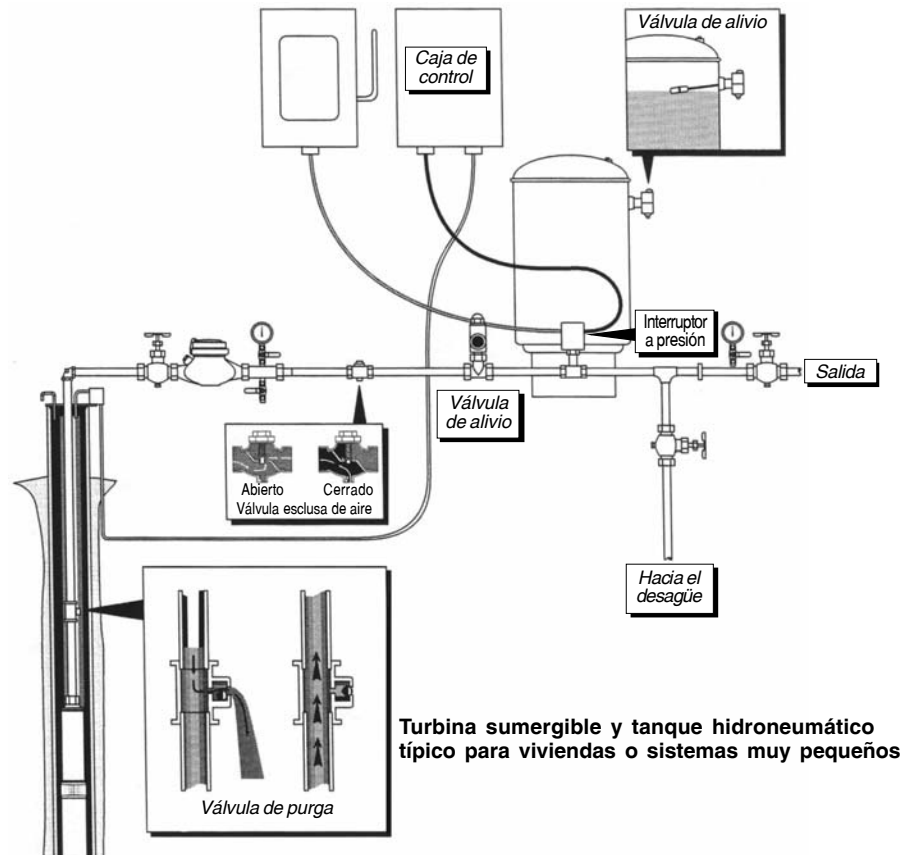 Válvula de alivio
Caja de
control
Interruptor
a presión
Salida
Válvula
de alivio
Abierto Cerrado
Válvula esclusa de aire
Hacia el
desagüe
Turbina sumergible y tanque hidroneumático
típico para viviendas o sistemas muy pequeños
Válvula de purga